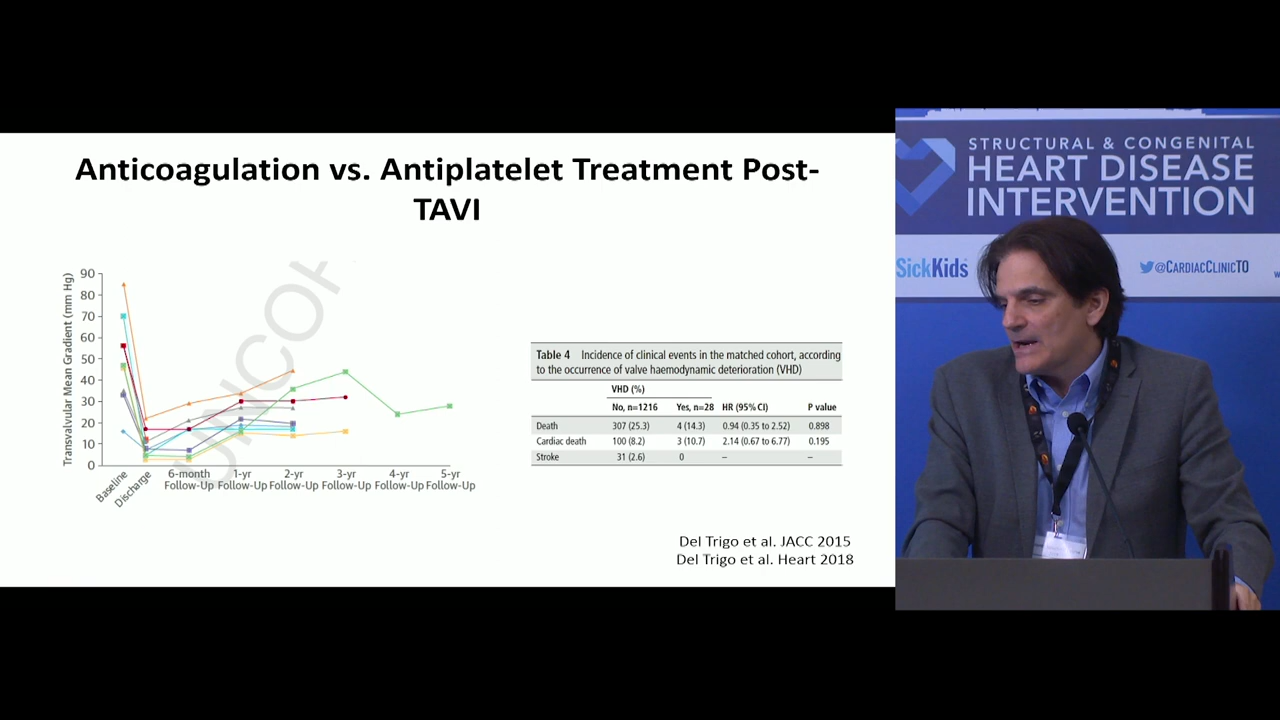 Anticoagulation vs. Antiplatelet Treatment Post-
TAVI
Transvalvular Mean Gradient (mm Hg)
90
80
70
60
50
40
30
20
10
0
Baseline
Discharge
6-month
Follow-Up
1-yr
Follow-Up
2-yr
Follow-Up
3-yr
Follow-Up
4-yr
Follow-Up
5-yr
Follow-Up
Table 4 Incidence of clinical events in the matched cohort, according
to the occurrence of valve haemodynamic deterioration (VHD)
VHD (%)
No, n=1216 Yes, n=28 HR (95% CI) P value
Death 307 (25.3) 4 (14.3) 0.94 (0.35 to 2.52) 0.898
Cardiac death 100 (8.2) 3 (10.7) 2.14 (0.67 to 6.77) 0.195
Stroke 31 (2.6) 0 – –
Del Trigo et al. JACC 2015
Del Trigo et al. Heart 2018
STRUCTURAL & CONGENITAL
HEART DISEASE
INTERVENTION
SickKids
@CARDIACCLINICTO